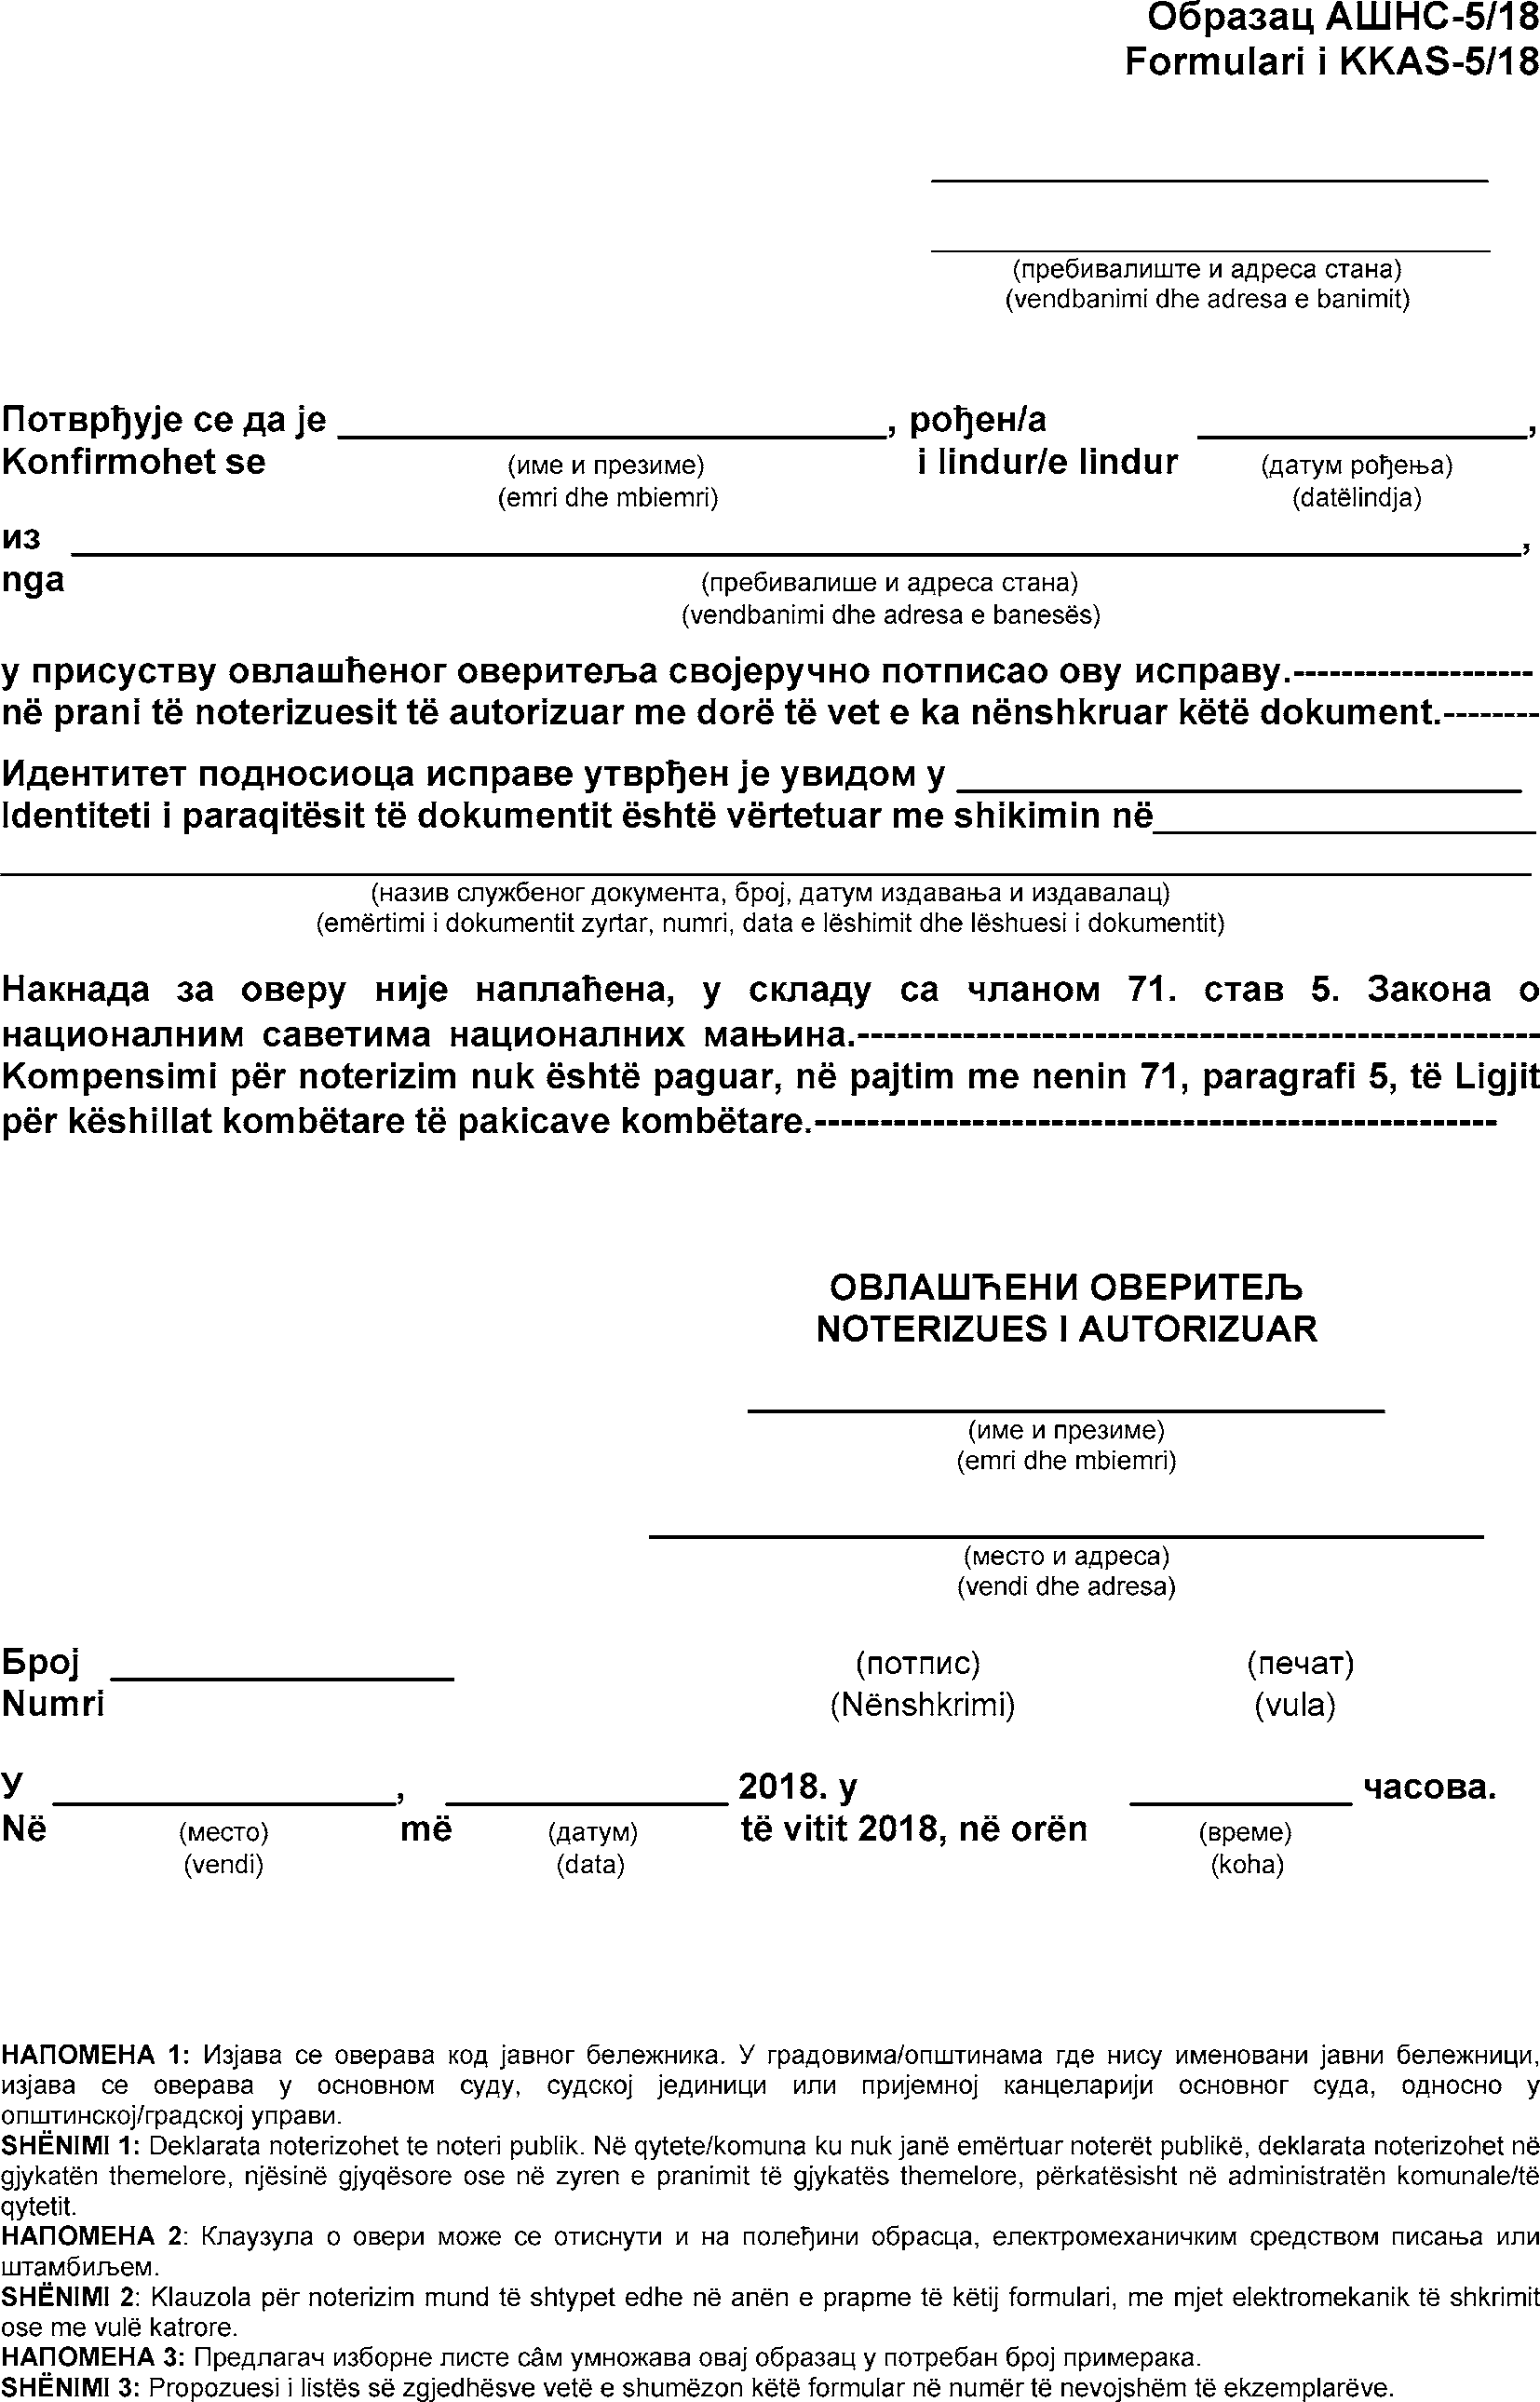 Образац АШНС-5/18
Formulari i KKAS-5/18
(пребивалиште и адреса стана)
(vendbanimi dhe adresa e banimit)
Потврђује се да је ______________, рођен/а ______________,
Konfirmohet se (име и презиме) i lindur/e lindur (датум рођења)
(emri dhe mbiemri) (datëlindja)
из ______________,
nga (пребивалише и адреса стана)
(vendbanimi dhe adresa e banesës)
у присуству овлашћеног оверитеља својеручно потписао ову исправу.--------------------
në prani të noterizuesit të autorizuar me dorë të vet e ka nënshkruar këtë dokument.--------
Идентитет подносиоца исправе утврђен је увидом у ______________
Identiteti i paraqitësit të dokumentit është vërtetuar me shikimin në______________
(назив службеног документа, број, датум издавања и издавалац)
(emërtimi i dokumentit zyrtar, numri, data e lëshimit dhe lëshuesi i dokumentit)
Накнада за оверу није наплаћена, у складу са чланом 71. став 5. Закона о
националним саветима националних мањина.----------------------------------------------------
Kompensimi për noterizim nuk është paguar, në pajtim me nenin 71, paragrafi 5, të Ligjit
për këshillat kombëtare të pakicave kombëtare.----------------------------------------------------
ОВЛАШЋЕНИ ОВЕРИТЕЉ
NOTERIZUES I AUTORIZUAR
(име и презиме)
(emri dhe mbiemri)
(место и адреса)
(vendi dhe adresa)
Број ______________ (потпис) (печат)
Numri (Nënshkrimi) (vula)
У ______________, ______________ 2018. у ______________ часова.
Në (место) më (датум) të vitit 2018, në orën (време)
(vendi) (data) (koha)
НАПОМЕНА 1: Изјава се оверава код јавног бележника. У градовима/општинама где нису именовани јавни бележници,
изјава се оверава у основном суду, судској јединици или пријемној канцеларији основног суда, односно у
општинској/градској управи.
SHËNIMI 1: Deklarata noterizohet te noteri publik. Në qytete/komuna ku nuk janë emërtuar noterët publikë, deklarata noterizohet në
gjykatën themelore, njësinë gjyqësore ose në zyren e pranimit të gjykatës themelore, përkatësisht në administratën komunale/të
qytetit.
НАПОМЕНА 2: Клаузула о овери може се отиснути и на полеђини обрасца, електромеханичким средством писања или
штамбиљем.
SHËNIMI 2: Klauzola për noterizim mund të shtypet edhe në anën e prapme të këtij formulari, me mjet elektromekanik të shkrimit
ose me vulë katrore.
НАПОМЕНА 3: Предлагач изборне листе сâм умножава овај образац у потребан број примерака.
SHËNIMI 3: Propozuesi i listës së zgjedhësve vetë e shumëzon këtë formular në numër të nevojshëm të ekzemplarëve.